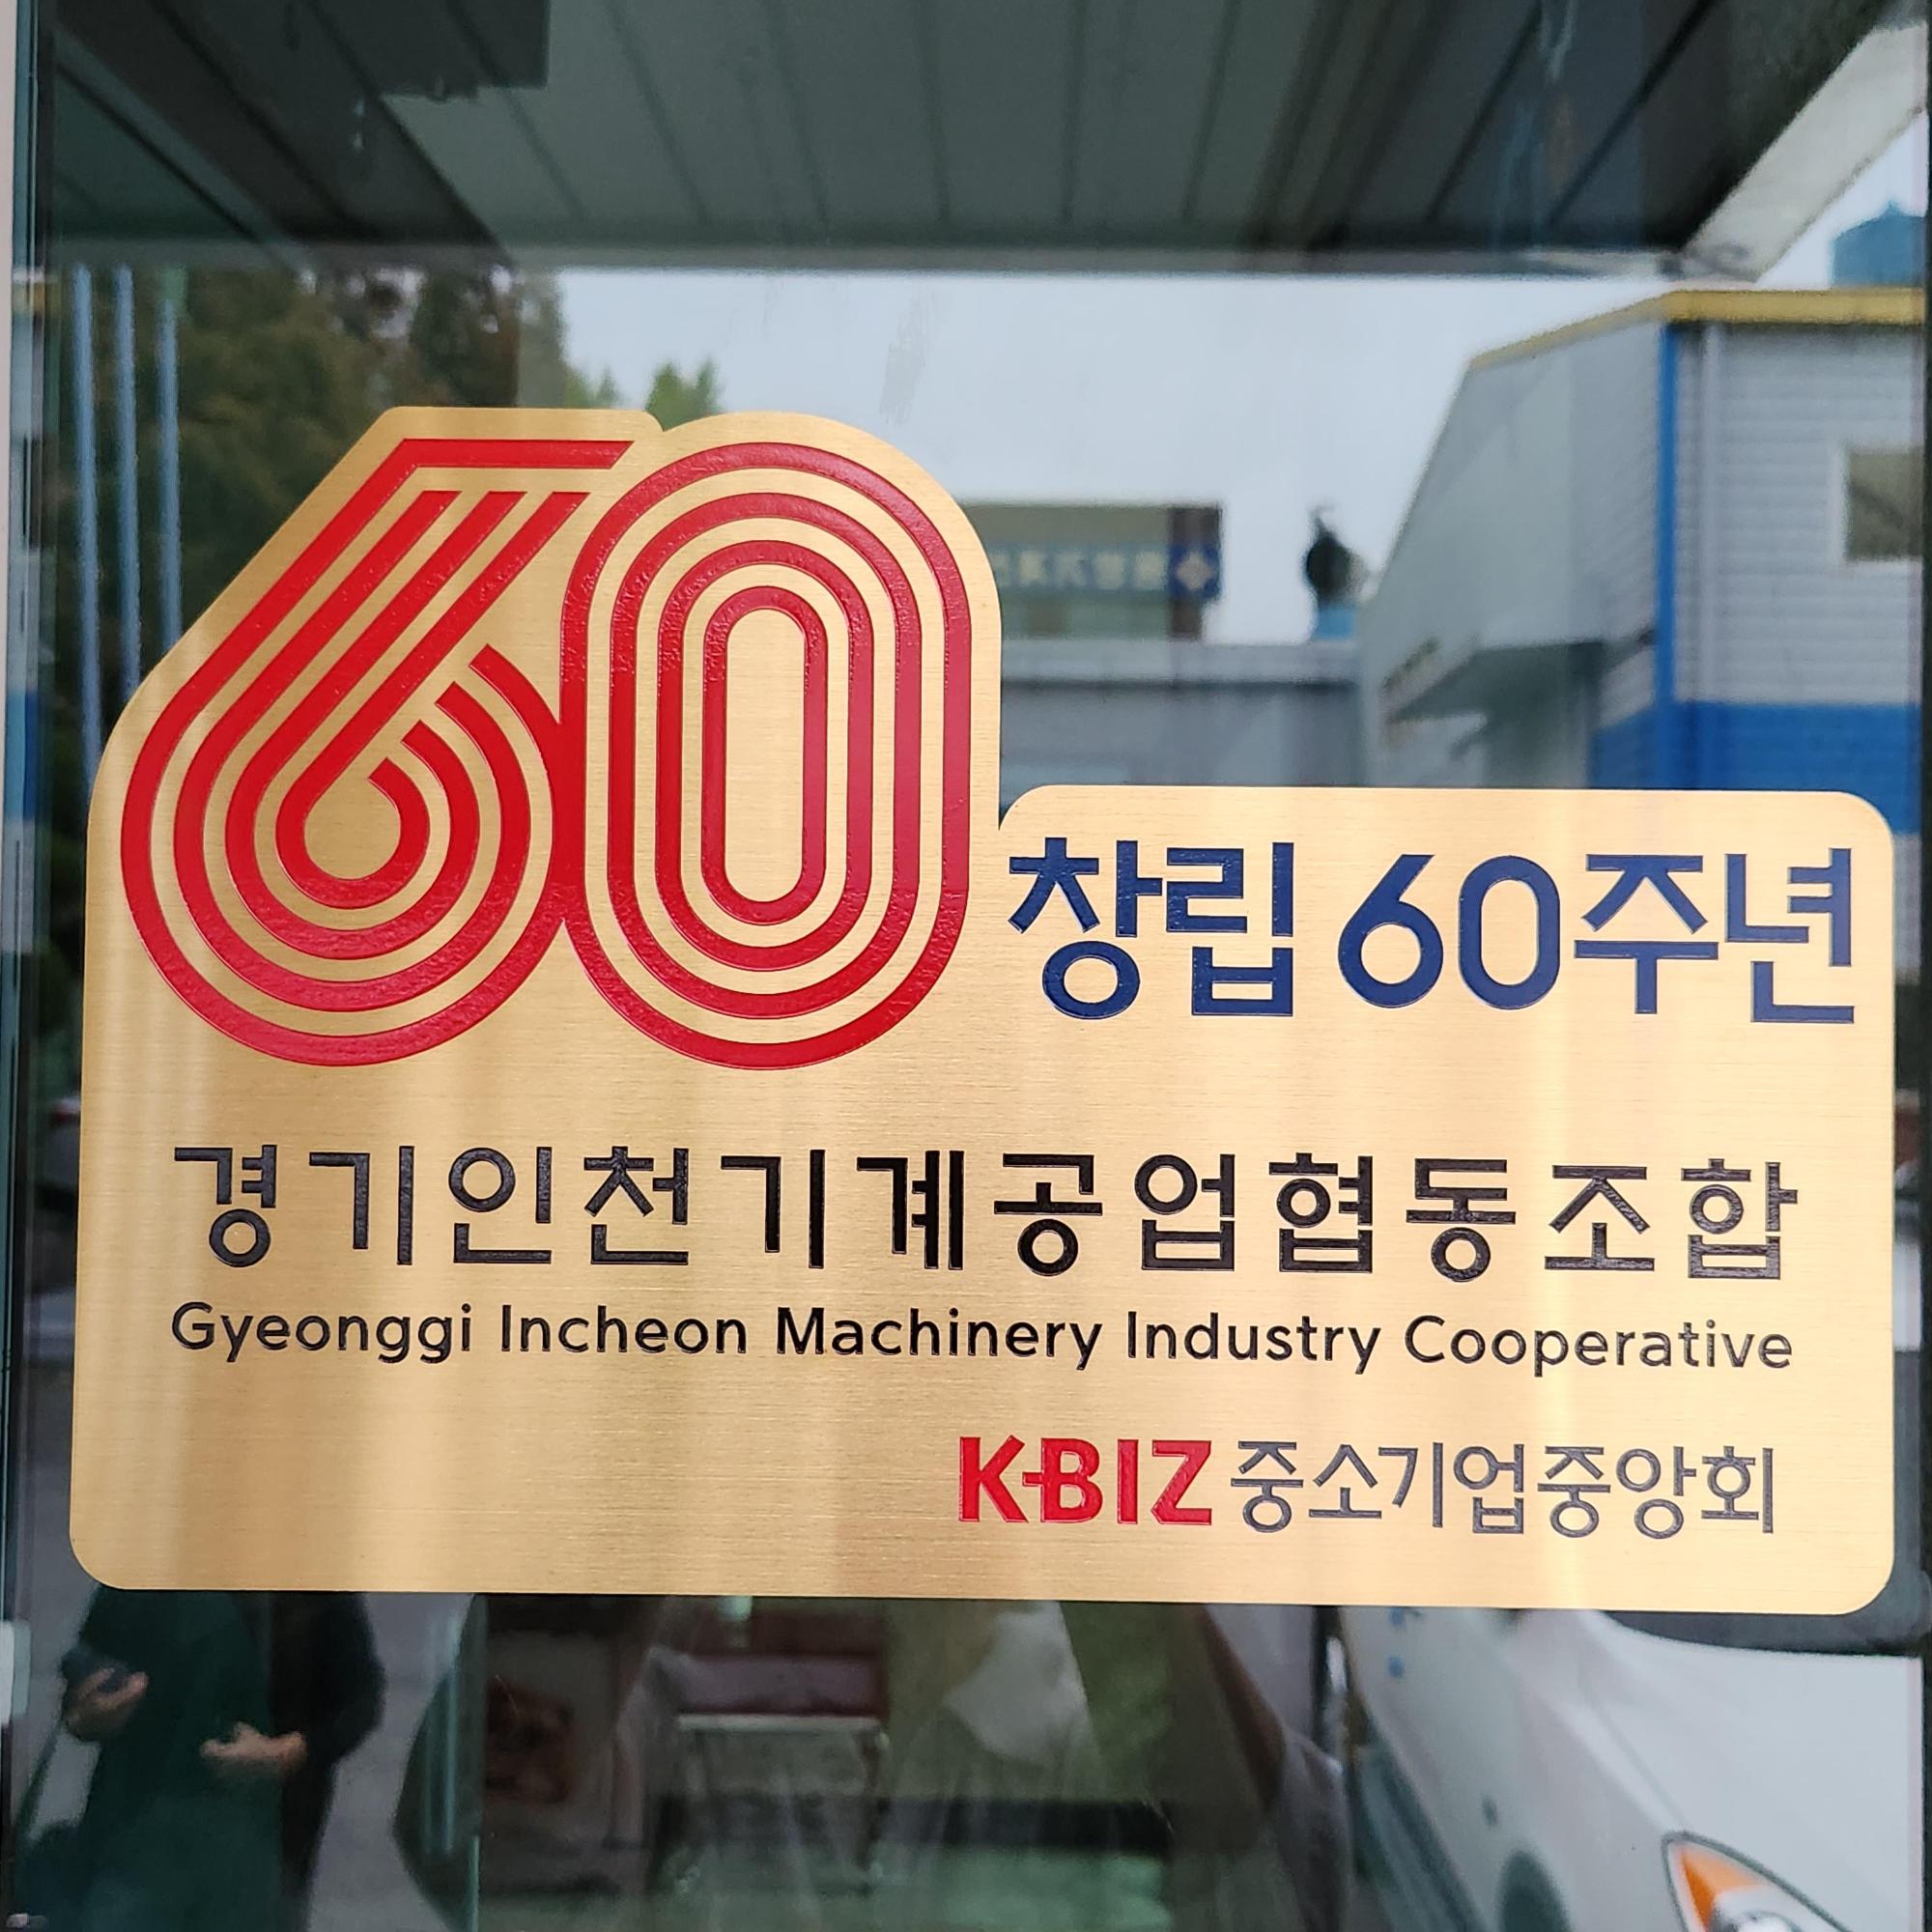 60
창립 60주년
경기인천기계공업협동조합
Gyeonggi Incheon Machinery Industry Cooperative
KBIZ 중소기업중앙회